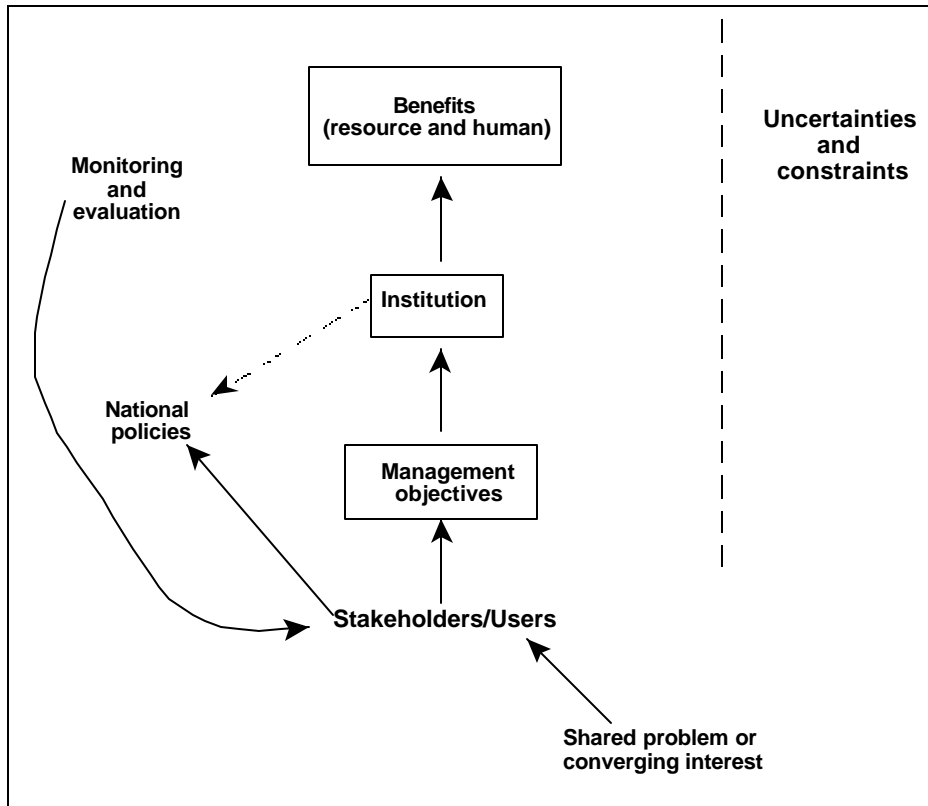 Benefits
(resource and human)
Uncertainties
and
constraints
Monitoring
and
evaluation
Institution
National
policies
Management
objectives
Stakeholders/Users
Shared problem or
converging interest